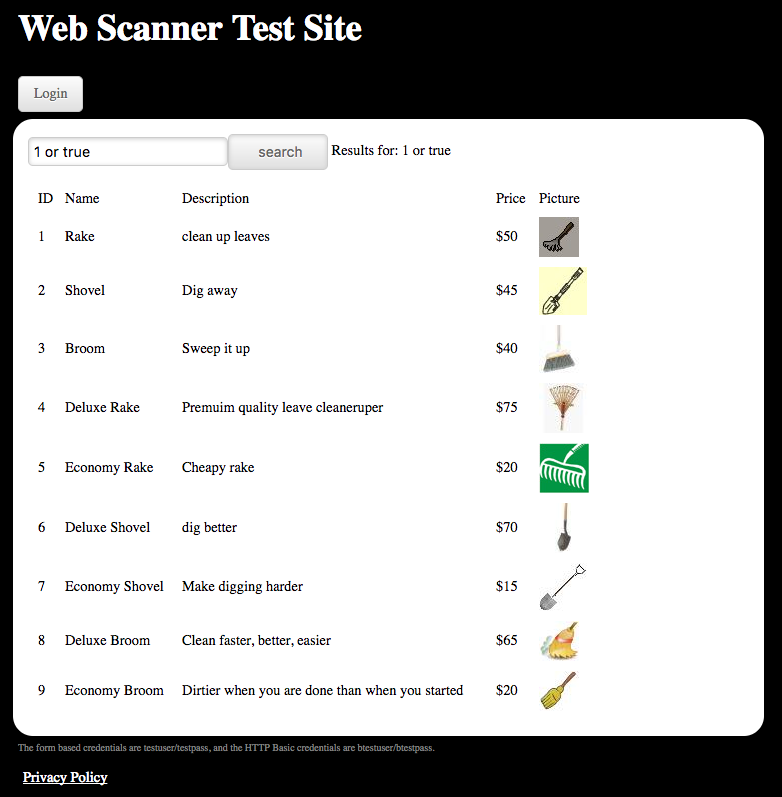 Web Scanner Test Site
Login
1 or true search Results for: 1 or true
ID Name Description Price Picture
1 Rake clean up leaves $50
2 Shovel Dig away $45
3 Broom Sweep it up $40
4 Deluxe Rake Premuim quality leave cleaneruper $75
5 Economy Rake Cheapy rake $20
6 Deluxe Shovel dig better $70
7 Economy Shovel Make digging harder $15
8 Deluxe Broom Clean faster, better, easier $65
9 Economy Broom Dirtier when you are done than when you started $20
The form based credentials are testuser/testpass, and the HTTP Basic credentials are btestuser/btestpass.
Privacy Policy